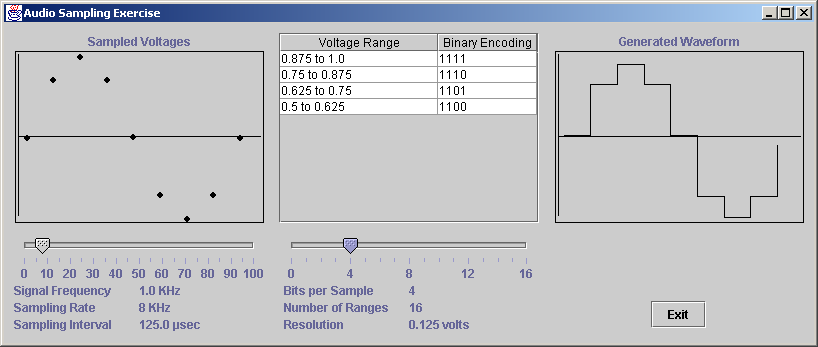 Audio Sampling Exercise
Sampled Voltages
Voltage Range Binary Encoding
0.875 to 1.0 1111
0.75 to 0.875 1110
0.625 to 0.75 1101
0.5 to 0.625 1100
Generated Waveform
0 10 20 30 40 50 60 70 80 90 100
0 4 8 12 16
Signal Frequency 1.0 KHz
Sampling Rate 8 KHz
Sampling Interval 125.0 µsec
Bits per Sample 4
Number of Ranges 16
Resolution 0.125 volts
Exit